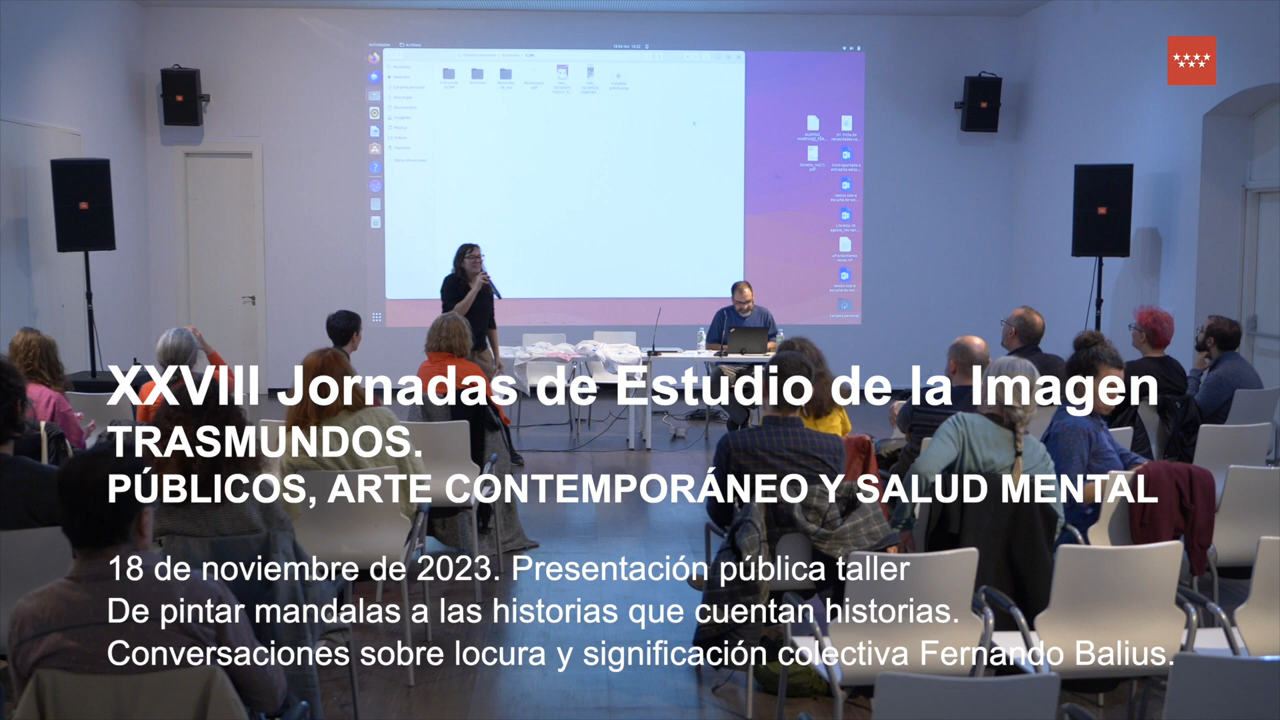 XXVIII Jornadas de Estudio de la Imagen
TRASMUNDOS.
PÚBLICOS, ARTE CONTEMPORÁNEO Y SALUD MENTAL
18 de noviembre de 2023. Presentación pública taller
De pintar mandalas a las historias que cuentan historias.
Conversaciones sobre locura y significación colectiva Fernando Balius.